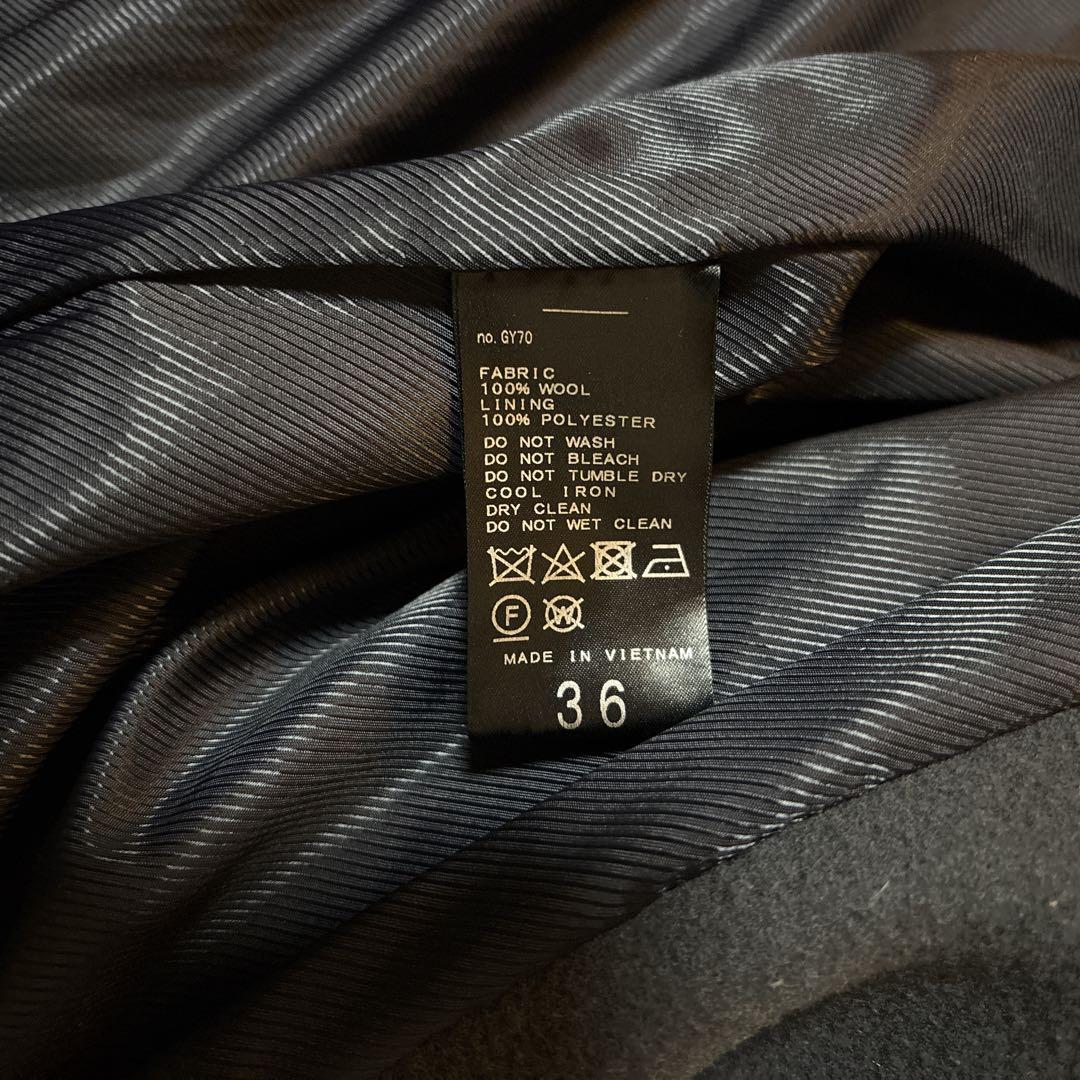 no. GY70
FABRIC
100% WOOL
LINING
100% POLYESTER
DO NOT WASH
DO NOT BLEACH
DO NOT TUMBLE DRY
COOL IRON
DRY CLEAN
DO NOT WET CLEAN
F W
MADE IN VIETNAM
36